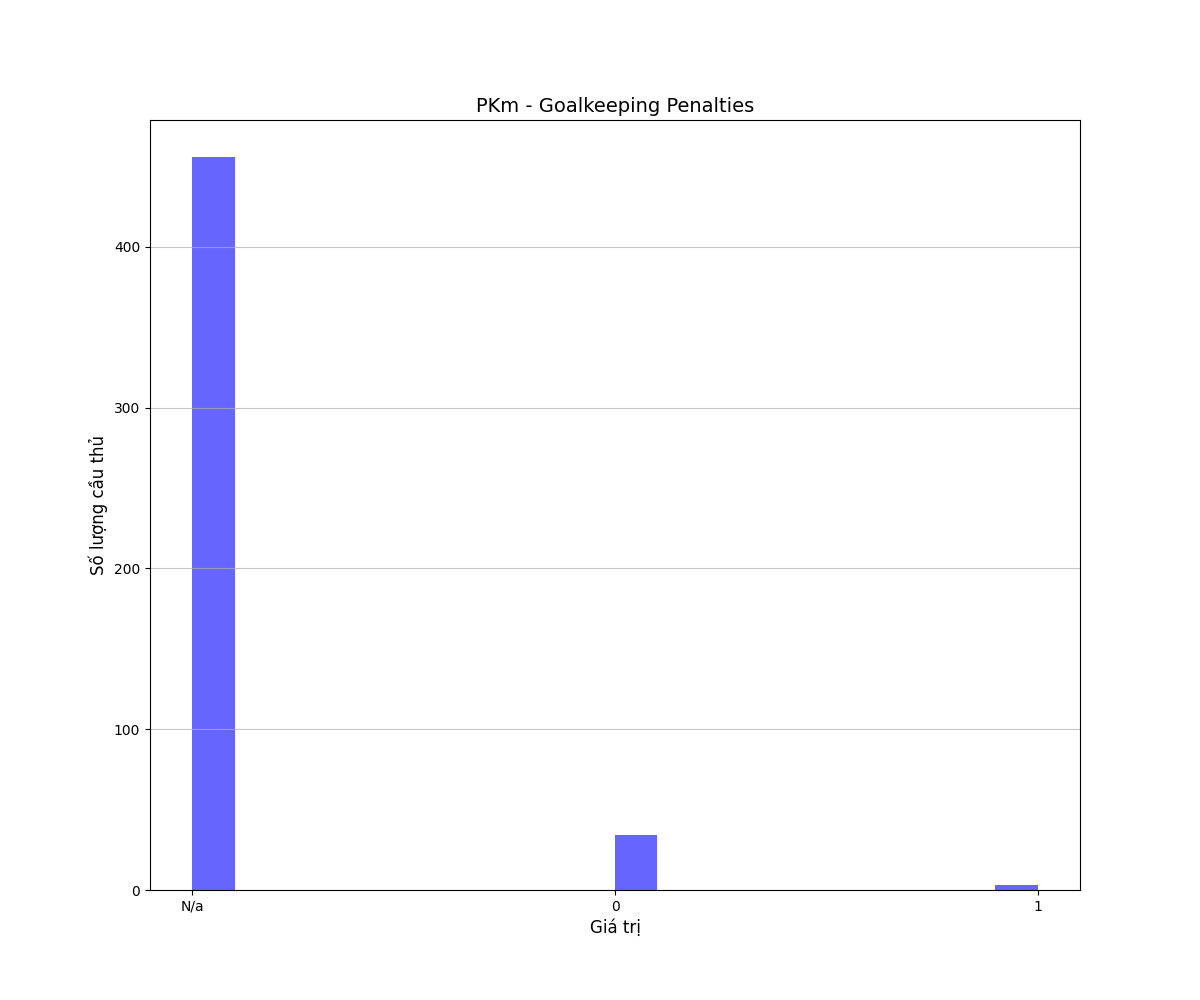 PKm - Goalkeeping Penalties
Số lượng cầu thủ
400
300
200
100
0
N/a
0
1
Giá trị